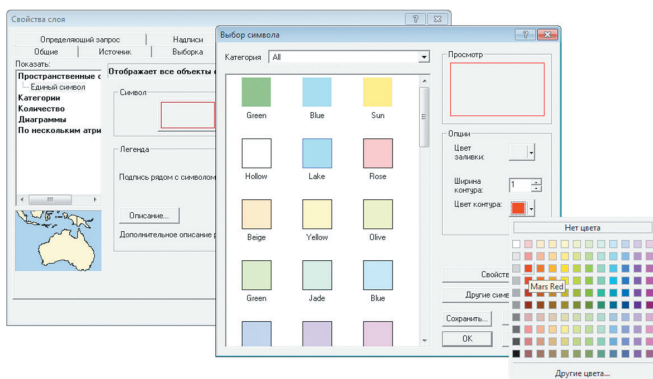 Свойства слоя
Определяющий запрос
Надписи
Общие
Источник
Выборка
Показать:
Пространственные
Единый символ
Категории
Количество
Диаграммы
По нескольким атри
Отображает все объекты
Символ
Легенда
Подпись рядом с символом
Описание...
Дополнительное описание
Выбор символа
Категория
All
Green
Blue
Sun
Hollow
Lake
Rose
Beige
Yellow
Olive
Green
Jade
Blue
Просмотр
Опции
Цвет
заливки:
Ширина
контура:
1
Цвет контура:
Нет цвета
Mars Red
Другие цвета...
Свойств
Другие симв
Сохранить...
OK